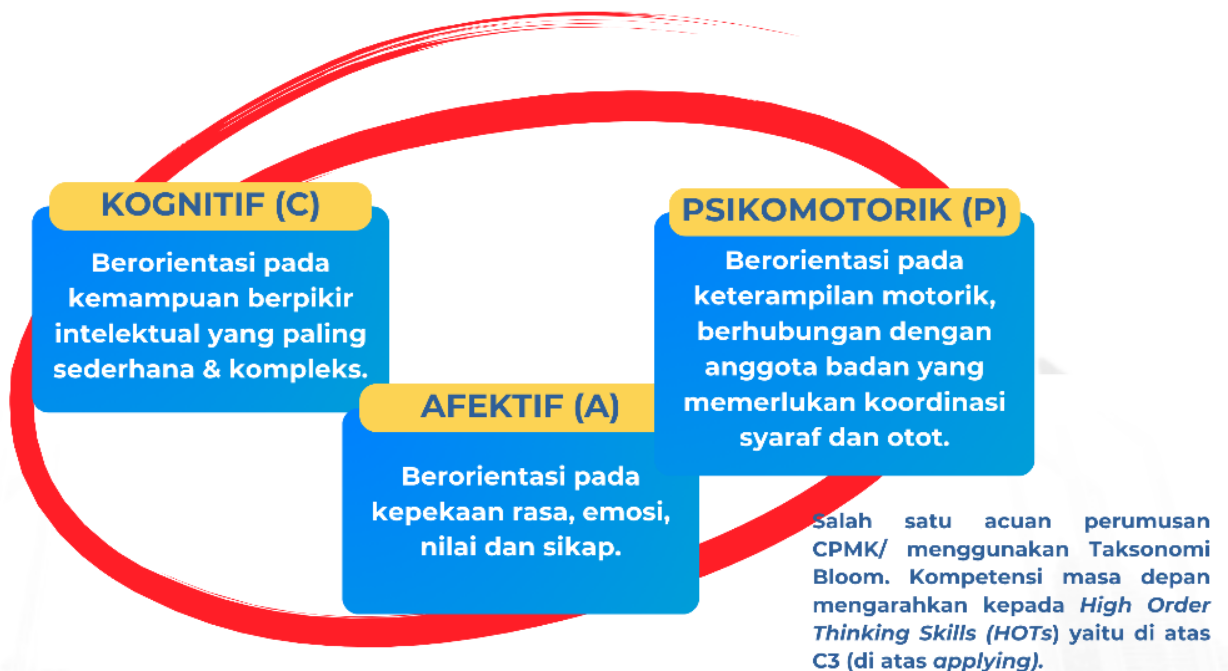 KOGNITIF (C)
Berorientasi pada
kemampuan berpikir
intelektual yang paling
sederhana & kompleks.
AFEKTIF (A)
Berorientasi pada
kepekaan rasa, emosi,
nilai dan sikap.
PSIKOMOTORIK (P)
Berorientasi pada
keterampilan motorik,
berhubungan dengan
anggota badan yang
memerlukan koordinasi
syaraf dan otot.
Salah satu acuan perumusan
CPMK/ menggunakan Taksonomi
Bloom. Kompetensi masa depan
mengarahkan kepada High Order
Thinking Skills (HOTs) yaitu di atas
C3 (di atas applying).